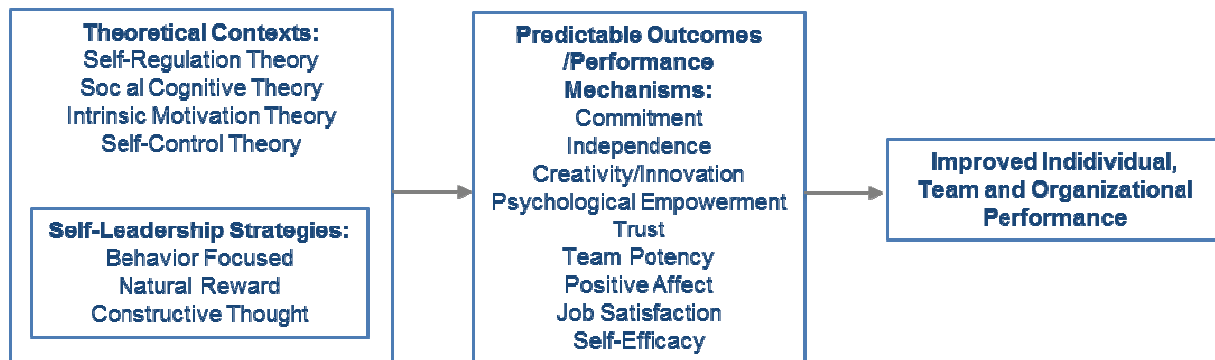 Theoretical Contexts:
Self-Regulation Theory
Soc al Cognitive Theory
Intrinsic Motivation Theory
Self-Control Theory
Self-Leadership Strategies:
Behavior Focused
Natural Reward
Constructive Thought
Predictable Outcomes
/Performance
Mechanisms:
Commitment
Independence
Creativity/Innovation
Psychological Empowerment
Trust
Team Potency
Positive Affect
Job Satisfaction
Self-Efficacy
Improved Indidividual,
Team and Organizational
Performance